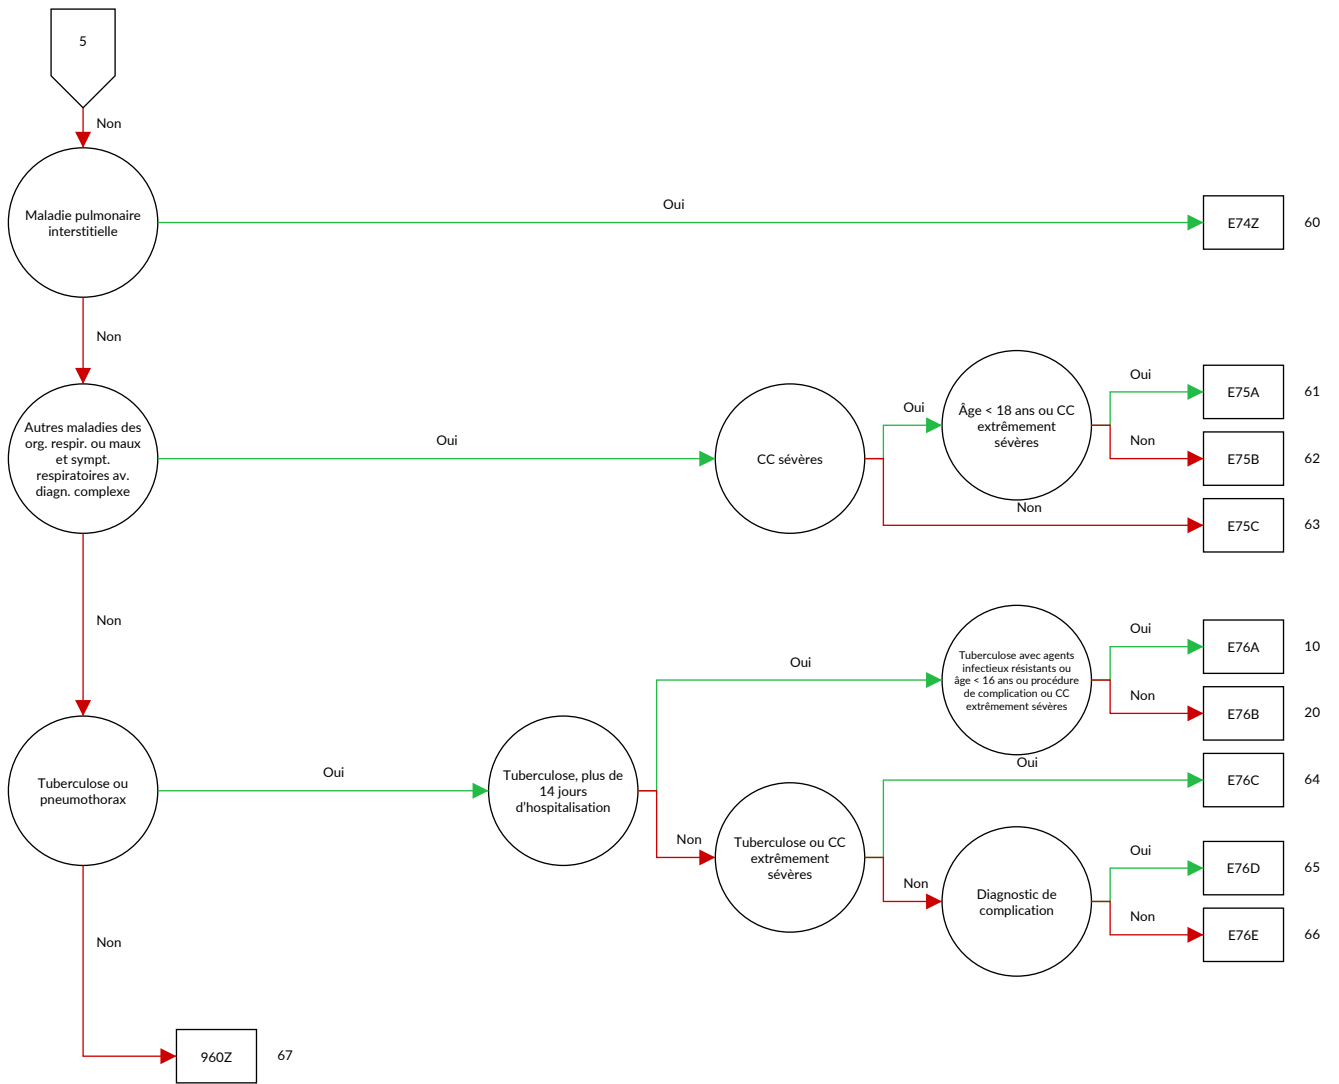 5
Non
Maladie pulmonaire
interstitielle
Oui
E74Z
60
Non
Autres maladies des
org. respir. ou maux
et sympt.
respiratoires av.
diagn. complexe
Oui
CC sévères
Oui
Âge < 18 ans ou CC
extrêmement
sévères
Oui
E75A
61
Non
E75B
62
Non
E75C
63
Non
Tuberculose ou
pneumothorax
Oui
Tuberculose, plus de
14 jours
d’hospitalisation
Oui
Tuberculose avec agents
infectieux résistants ou
âge < 16 ans ou procédure
de complication ou CC
extrêmement sévères
Oui
E76A
10
Non
E76B
20
Non
Tuberculose ou CC
extrêmement
sévères
Oui
E76C
64
Non
Diagnostic de
complication
Oui
E76D
65
Non
E76E
66
Non
960Z
67